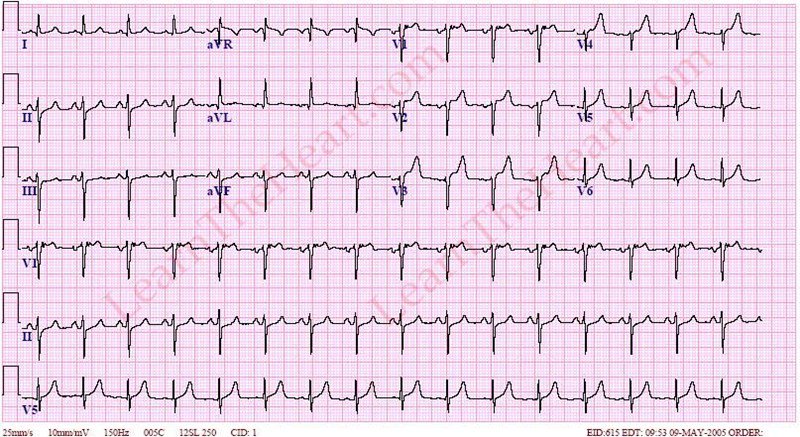 I aVR V1 V4
II aVL V2 V5
III aVF V3 V6
V1
II
V5
25mm/s 10mm/mV 150Hz 005C 12SL 250 CID: 1 EID:615 EDT: 09:53 09-MAY-2005 ORDER:
LearnTheHeart.com
LearnTheHeart.com